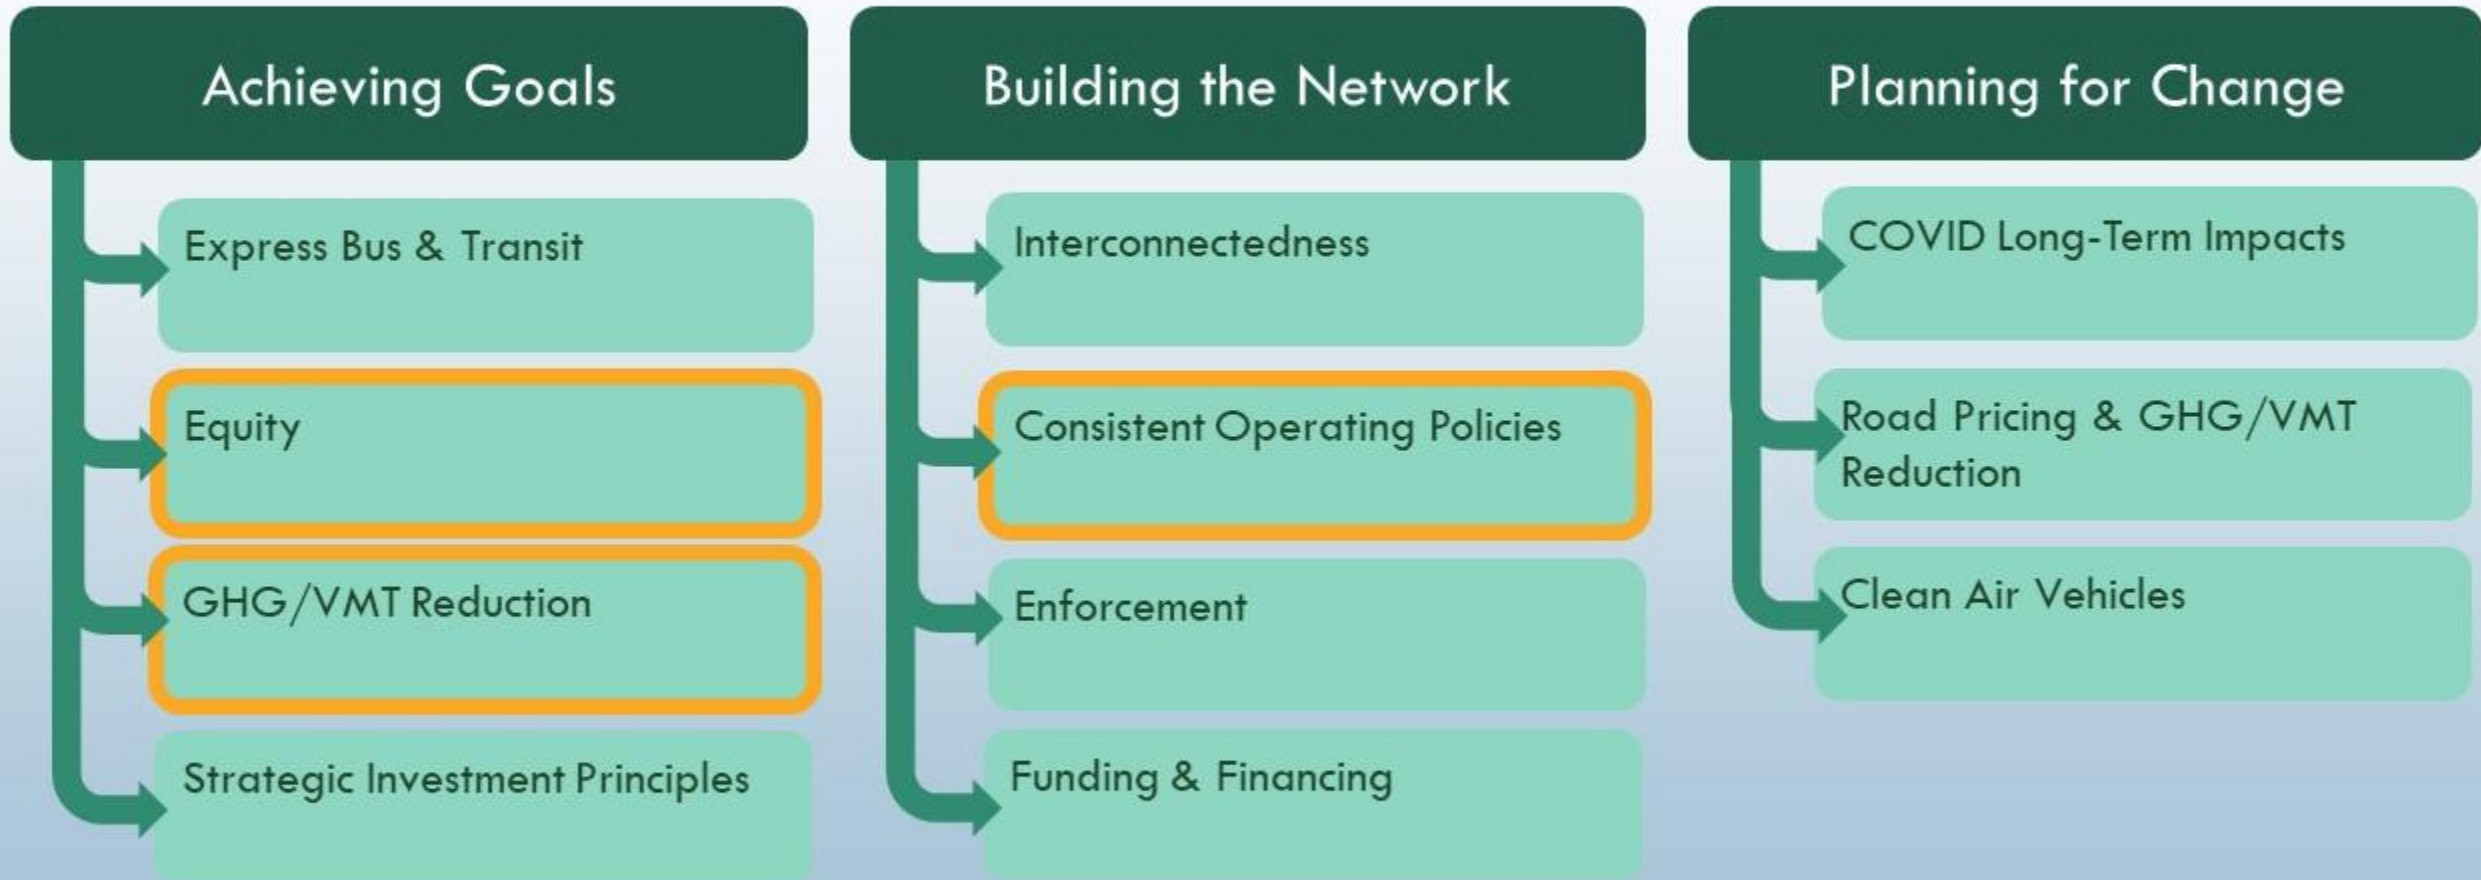 Achieving Goals
Express Bus & Transit
Equity
GHG/VMT Reduction
Strategic Investment Principles
Building the Network
Interconnectedness
Consistent Operating Policies
Enforcement
Funding & Financing
Planning for Change
COVID Long-Term Impacts
Road Pricing & GHG/VMT
Reduction
Clean Air Vehicles